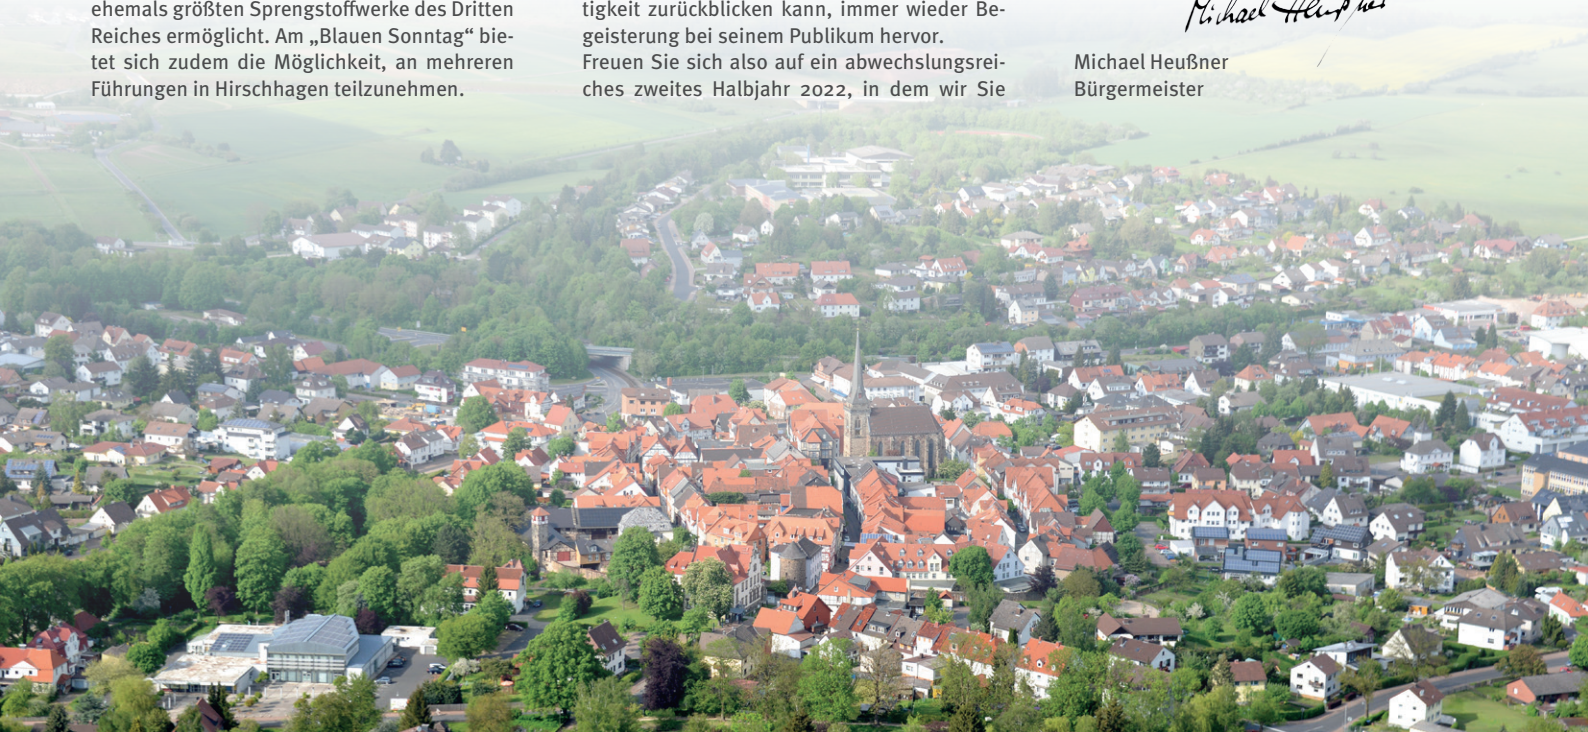 ehemals größten Sprengstoffwerke des Dritten
Reiches ermöglicht. Am „Blauen Sonntag“ bie-
tet sich zudem die Möglichkeit, an mehreren
Führungen in Hirschhagen teilzunehmen.
tigkeit zurückblicken kann, immer wieder Be-
geisterung bei seinem Publikum hervor.
Freuen Sie sich also auf ein abwechslungsrei-
ches zweites Halbjahr 2022, in dem wir Sie
Michael Heußner
Michael Heußner
Bürgermeister